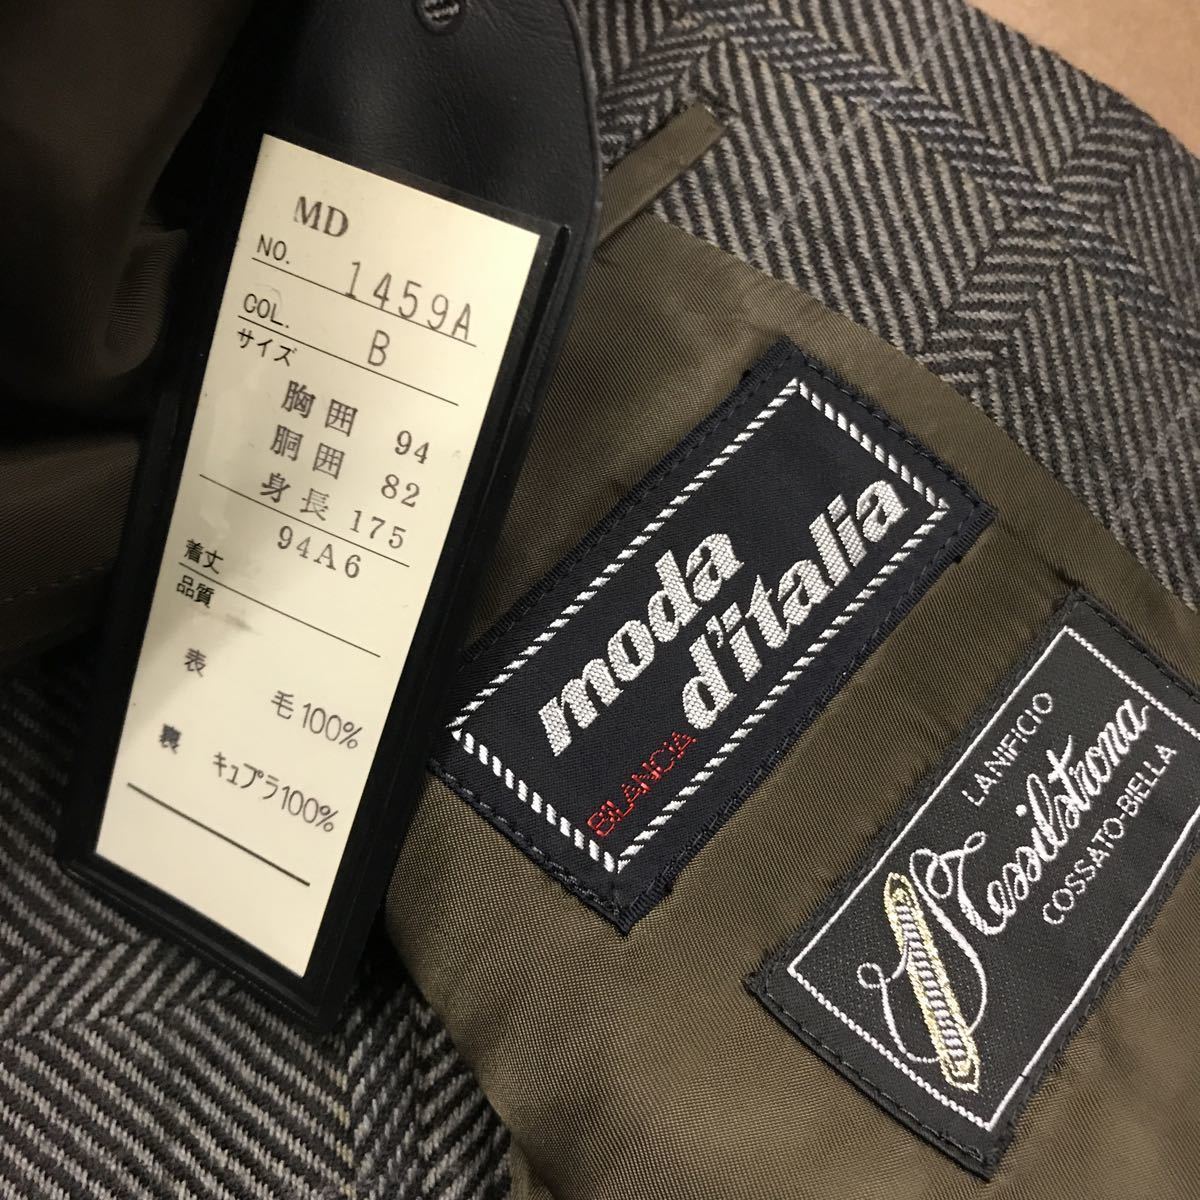 MD
NO. 1459A
COL. B
サイズ
胸囲 94
胴囲 82
身長 175
94A6
着丈
品質
表 毛100%
裏 キュプラ100%
moda
d'italia
BILANCIA
LANIFICIO
Tessilstrona
COSSATO-BIELLA